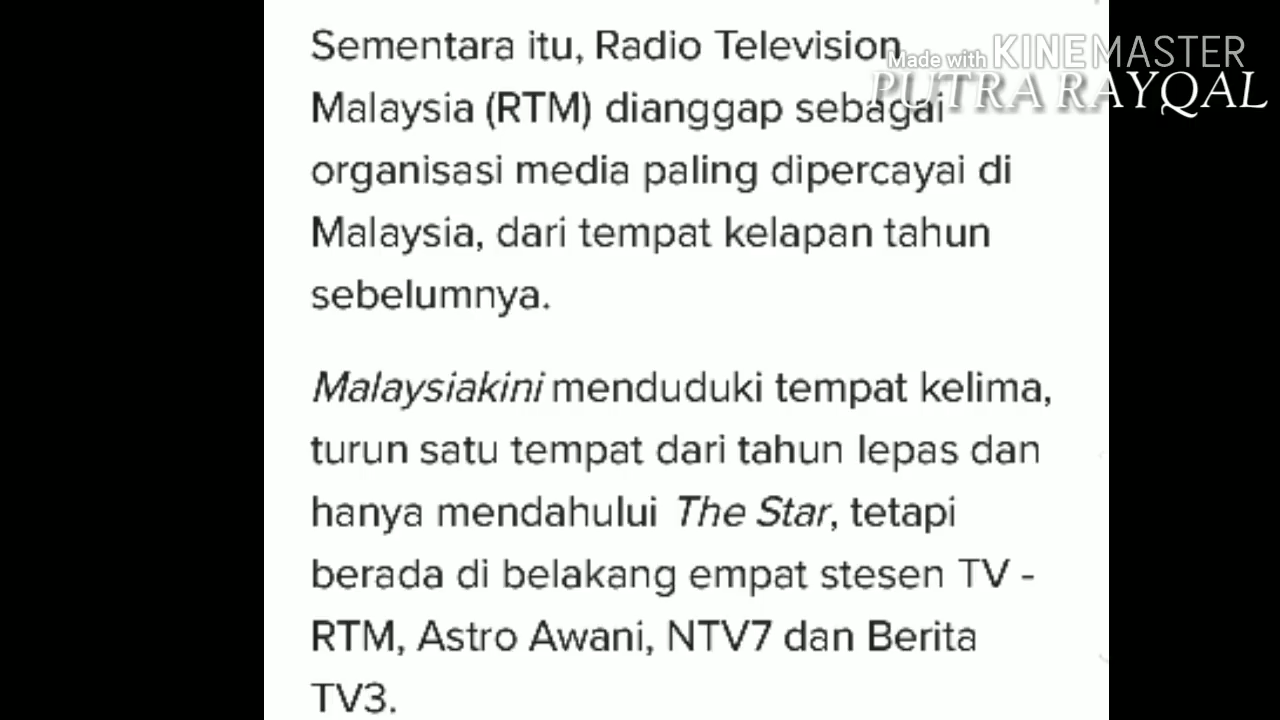 Sementara itu, Radio Television
Made with KINEMASTER
PUTRA RAYQAL
Malaysia (RTM) dianggap sebagai
organisasi media paling dipercayai di
Malaysia, dari tempat kelapan tahun
sebelumnya.
Malaysiakini menduduki tempat kelima,
turun satu tempat dari tahun lepas dan
hanya mendahului The Star, tetapi
berada di belakang empat stesen TV -
RTM, Astro Awani, NTV7 dan Berita
TV3.